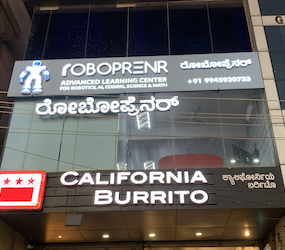 ROBOPRENR
ರೋಬೋಪ್ರೆನರ್
ADVANCED LEARNING CENTER
FOR ROBOTICS, AI, CODING, SCIENCE & MATH
+91 9945930733
ರೋಬೋಪ್ರೆನರ್
CALIFORNIA
BURRITO
ಕ್ಯಾಲಿಫೋರ್ನಿಯ
ಬರಿಟೊ